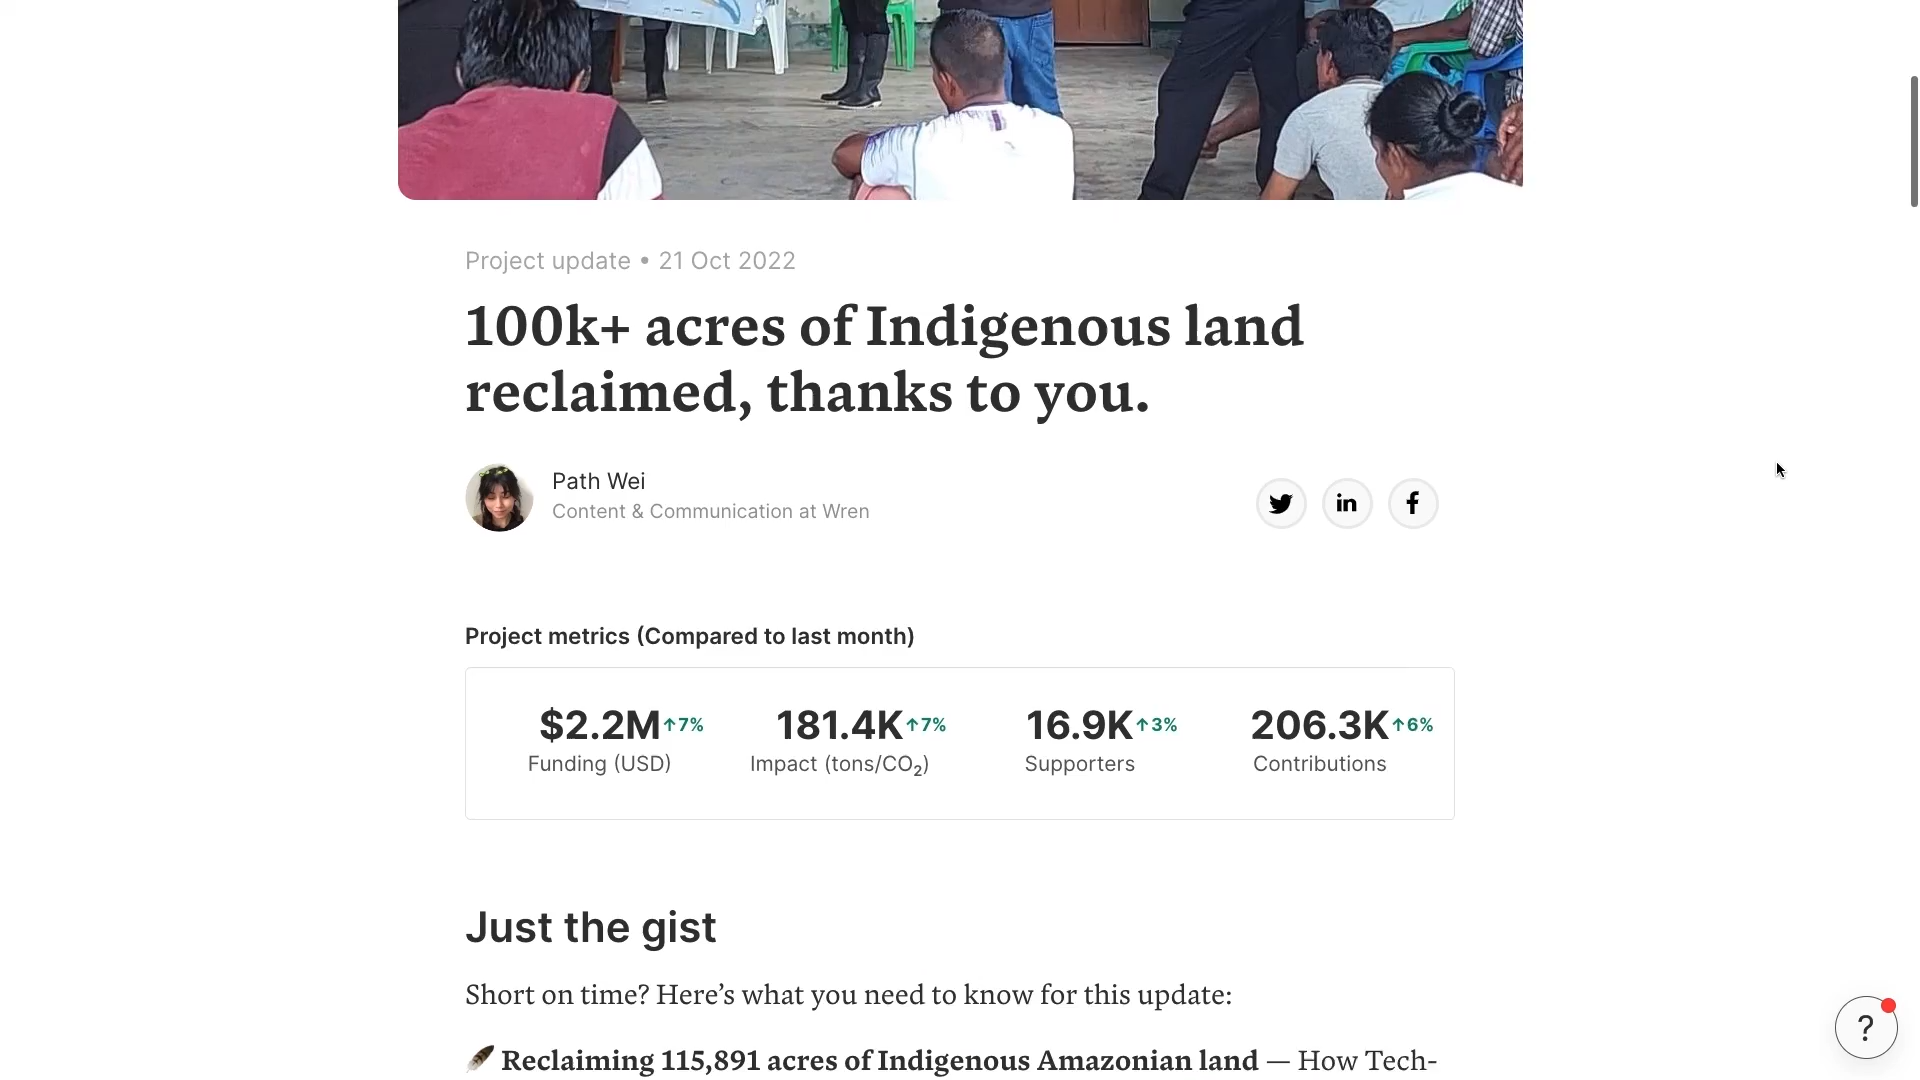 Project update • 21 Oct 2022
100k+ acres of Indigenous land
reclaimed, thanks to you.
Path Wei
Content & Communication at Wren
in f
Project metrics (Compared to last month)
$2.2M↑7% 181.4K↑7% 16.9K↑3% 206.3K↑6%
Funding (USD) Impact (tons/CO₂) Supporters Contributions
Just the gist
Short on time? Here’s what you need to know for this update:
🪶 Reclaiming 115,891 acres of Indigenous Amazonian land — How Tech-
?